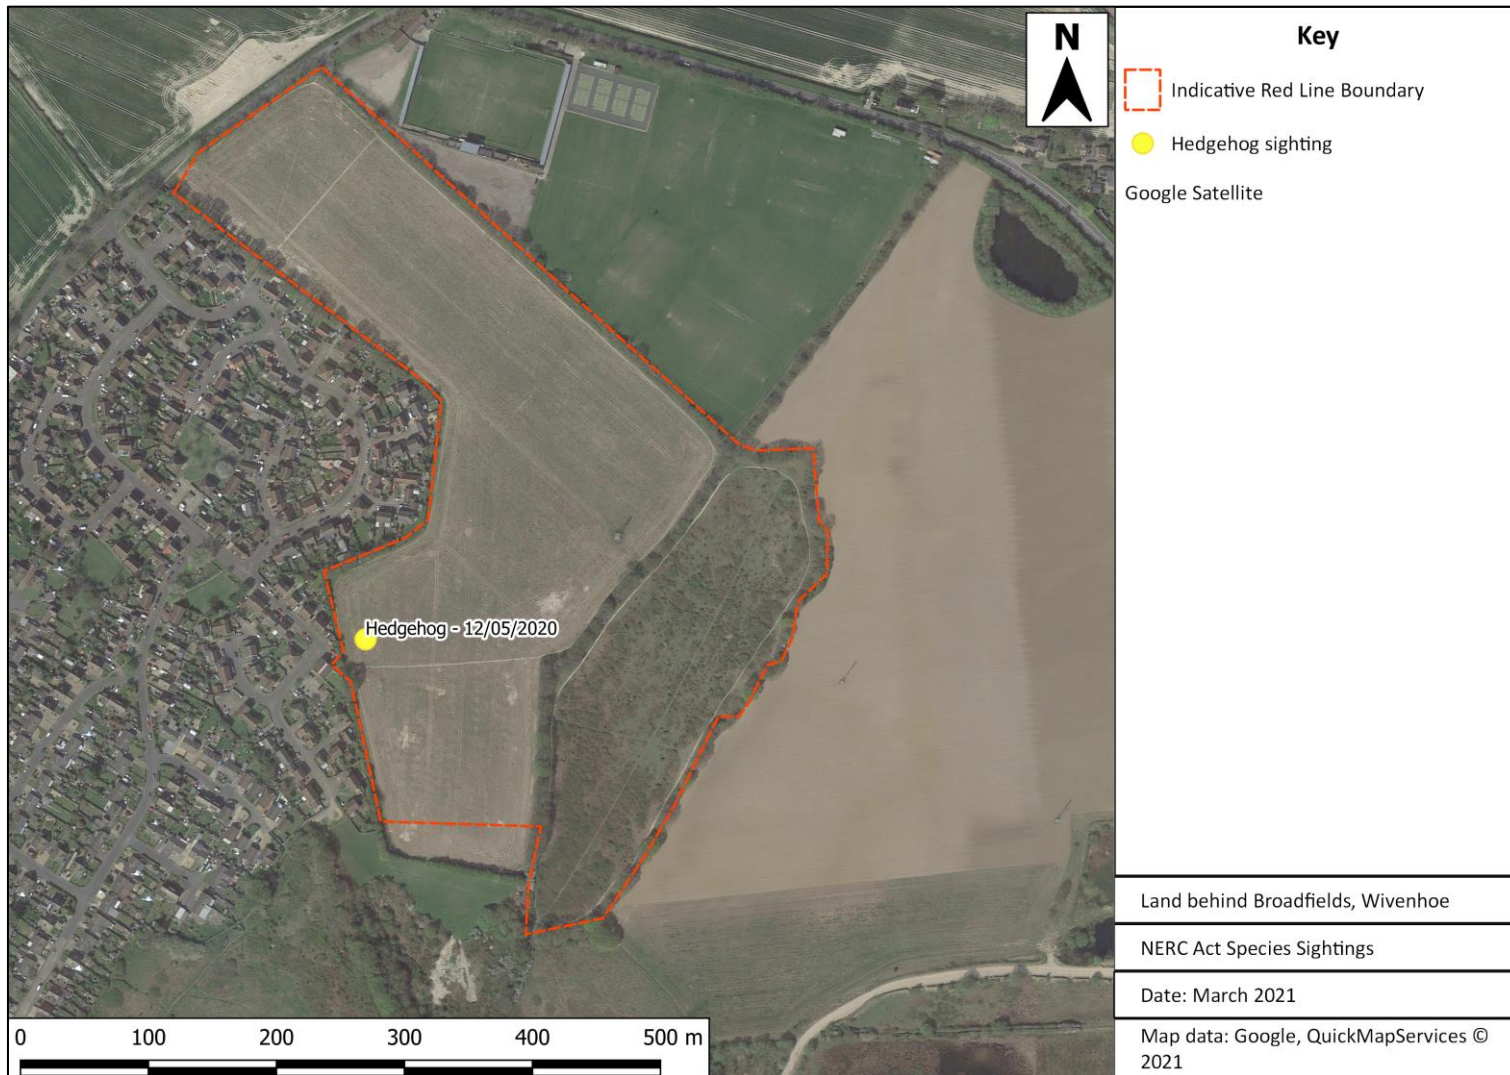 N
Key
Indicative Red Line Boundary
Hedgehog sighting
Google Satellite
Hedgehog - 12/05/2020
Land behind Broadfields, Wivenhoe
NERC Act Species Sightings
Date: March 2021
Map data: Google, QuickMapServices ©
2021
0 100 200 300 400 500 m